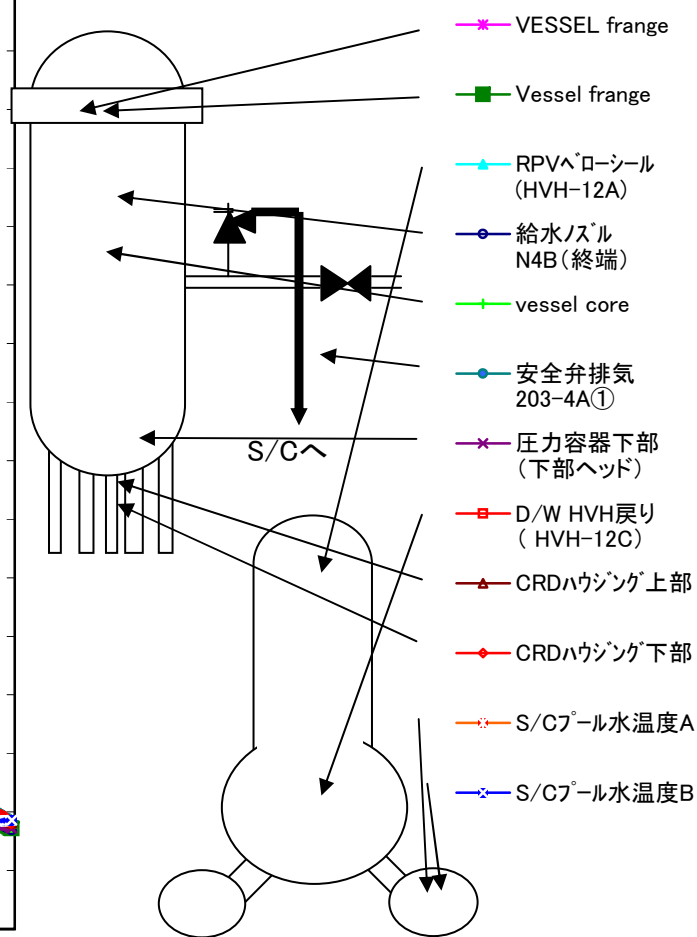 VESSEL frange
Vessel frange
RPVベローシール
(HVH-12A)
給水ノズル
N4B(終端)
vessel core
安全弁排気
203-4A①
圧力容器下部
(下部ヘッド)
S/Cへ
D/W HVH戻り
( HVH-12C)
CRDハウジング上部
CRDハウジング下部
S/Cプール水温度A
S/Cプール水温度B